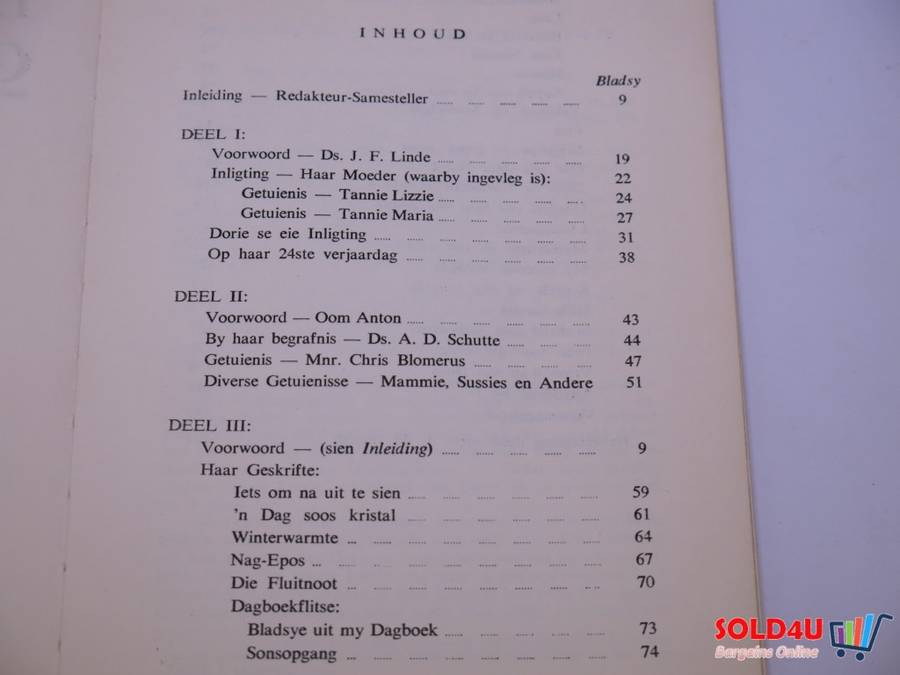 INHOUD
Bladsy
Inleiding — Redakteur-Samesteller ...... ...... ...... ...... ...... 9
DEEL I:
Voorwoord — Ds. J. F. Linde ...... ...... ...... ...... ...... 19
Inligting — Haar Moeder (waarby ingevleg is): 22
Getuienis — Tannie Lizzie ...... ...... ...... ...... ...... 24
Getuienis — Tannie Maria ...... ...... ...... ...... ...... 27
Dorie se eie Inligting ...... ...... ...... ...... ...... ...... ...... 31
Op haar 24ste verjaardag ...... ...... ...... ...... ...... ...... 38
DEEL II:
Voorwoord — Oom Anton ...... ...... ...... ...... ...... ...... 43
By haar begrafnis — Ds. A. D. Schutte ...... ...... ...... 44
Getuienis — Mnr. Chris Blomerus ...... ...... ...... ...... 47
Diverse Getuienisse — Mammie, Sussies en Andere 51
DEEL III:
Voorwoord — (sien Inleiding) ...... ...... ...... ...... ...... 9
Haar Geskrifte:
Iets om na uit te sien ...... ...... ...... ...... ...... ...... 59
'n Dag soos kristal ...... ...... ...... ...... ...... ...... 61
Winterwarmte ... ...... ...... ...... ...... ...... ...... ...... 64
Nag-Epos ... ...... ...... ...... ...... ...... ...... ...... ...... 67
Die Fluitnoot ... ...... ...... ...... ...... ...... ...... ...... 70
Dagboekflitse:
Bladsye uit my Dagboek ...... ...... ...... ...... ...... 73
Sonsopgang ... ...... ...... ...... ...... ...... ...... ...... 74
SOLD4U
Bargains Online